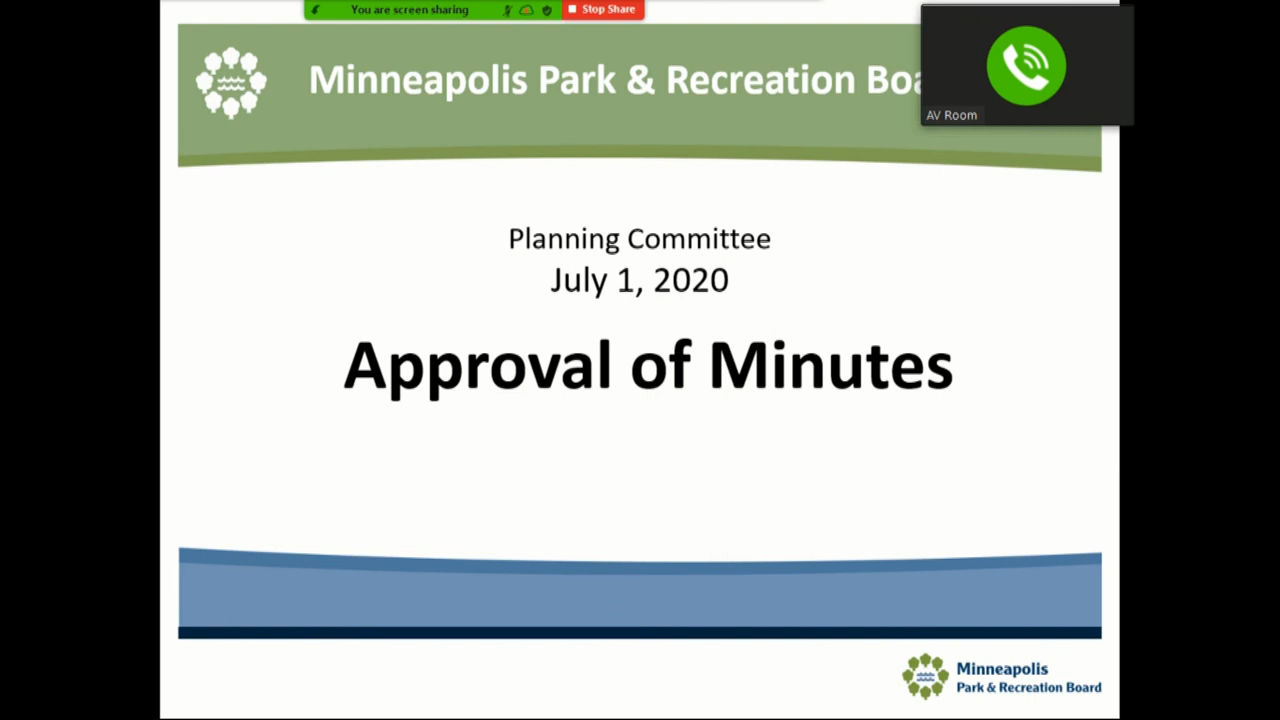 You are screen sharing
Stop Share
Minneapolis Park & Recreation Boa
AV Room
Planning Committee
July 1, 2020
Approval of Minutes
Minneapolis
Park & Recreation Board